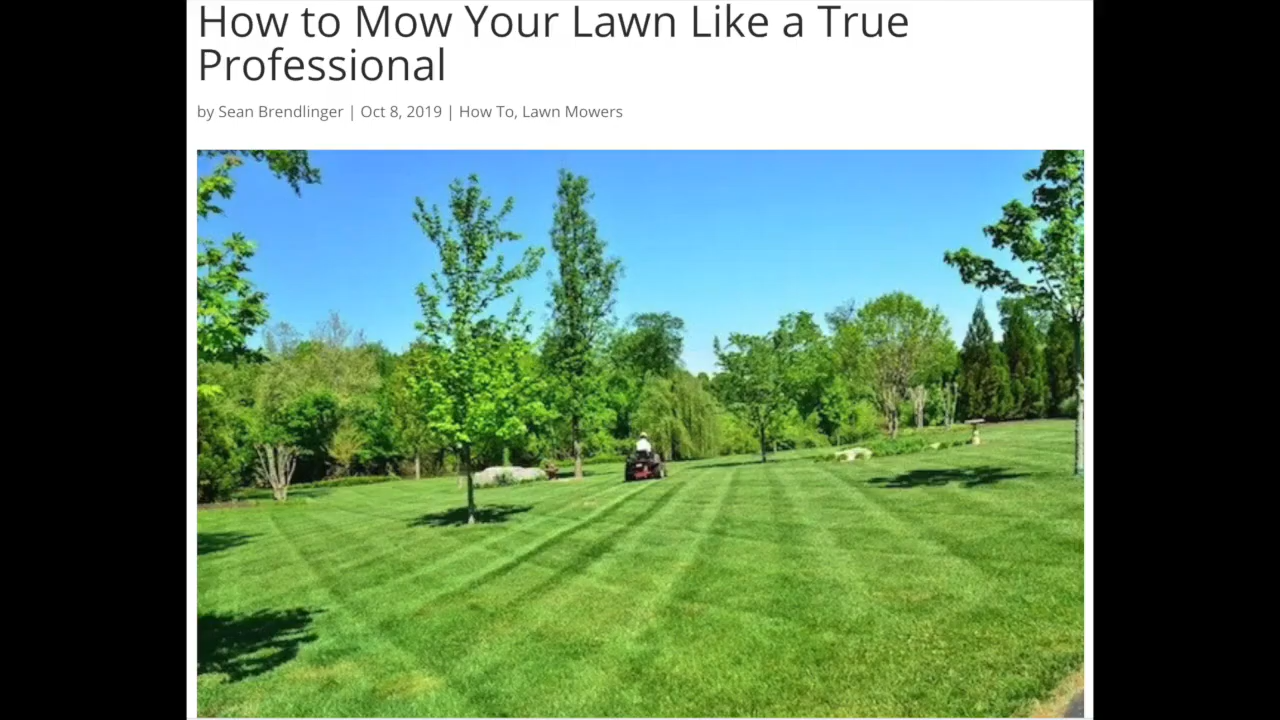 How to Mow Your Lawn Like a True
Professional
by Sean Brendlinger | Oct 8, 2019 | How To, Lawn Mowers